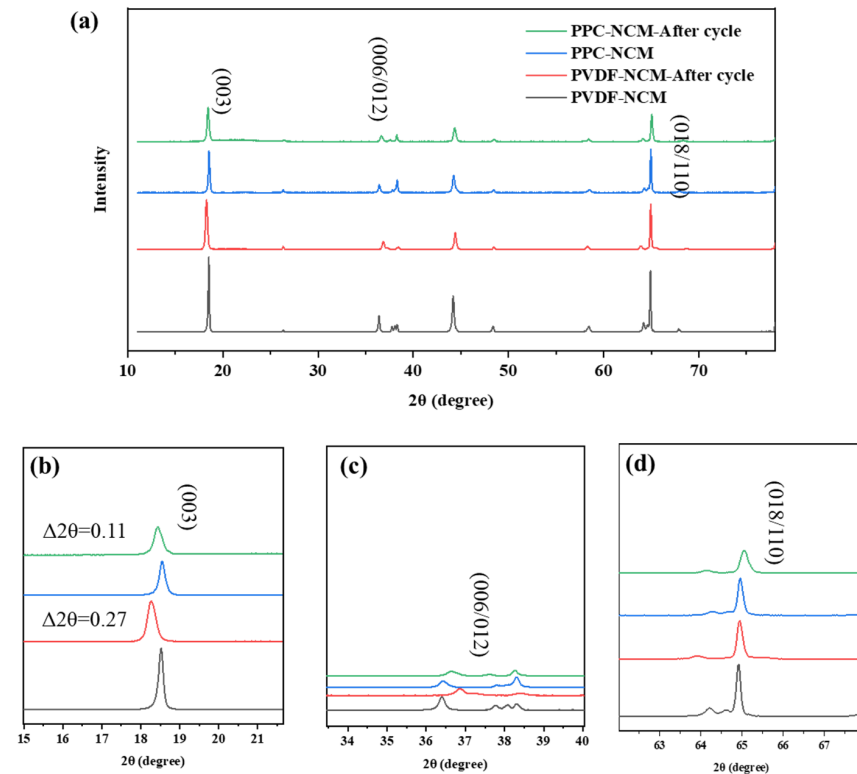 (a)
PPC-NCM-After cycle
PPC-NCM
PVDF-NCM-After cycle
PVDF-NCM
(003)
(006/012)
(018/110)
Intensity
10 20 30 40 50 60 70
2θ (degree)
(b)
(003)
Δ2θ=0.11
Δ2θ=0.27
15 16 17 18 19 20 21
2θ (degree)
(c)
(006/012)
34 35 36 37 38 39 40
2θ (degree)
(d)
(018/110)
63 64 65 66 67
2θ (degree)